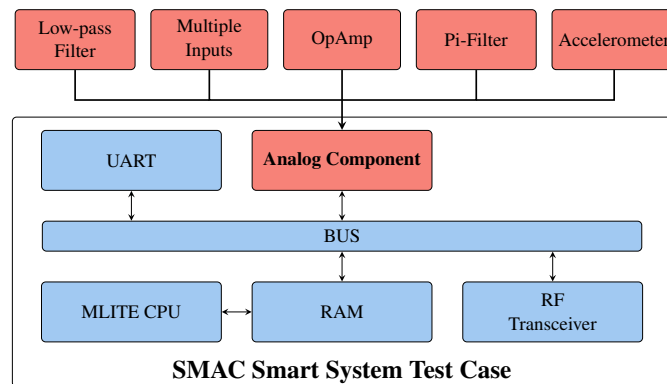 Low-pass
Filter
Multiple
Inputs
OpAmp
Pi-Filter
Accelerometer
UART
Analog Component
BUS
MLITE CPU
RAM
RF
Transceiver
SMAC Smart System Test Case